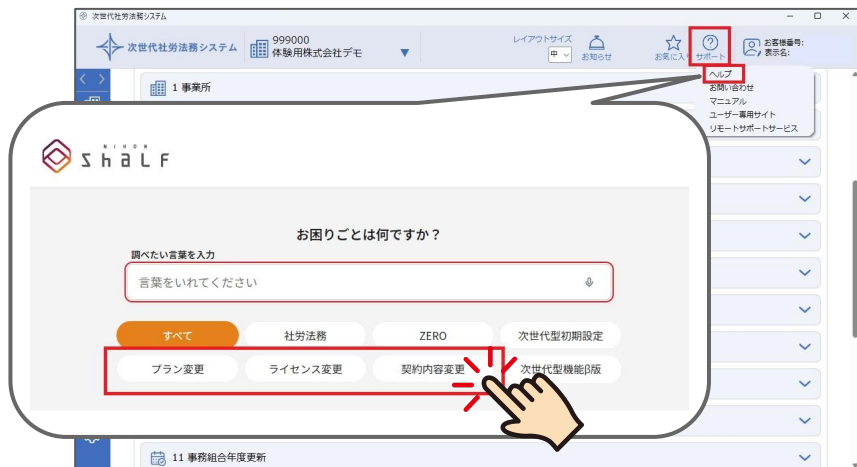 次世代社労法務システム
次世代社労法務システム
999000
体験用株式会社デモ
▼
レイアウトサイズ
中
お知らせ
お気に入り
サポート
お客様番号:
表示名:
ヘルプ
お問い合わせ
マニュアル
ユーザー専用サイト
リモートサポートサービス
1 事業所
NIHON
ShaLF
お困りごとは何ですか？
調べたい言葉を入力
言葉をいれてください
すべて
社労法務
ZERO
次世代型初期設定
プラン変更
ライセンス変更
契約内容変更
次世代型機能β版
11 事務組合年度更新